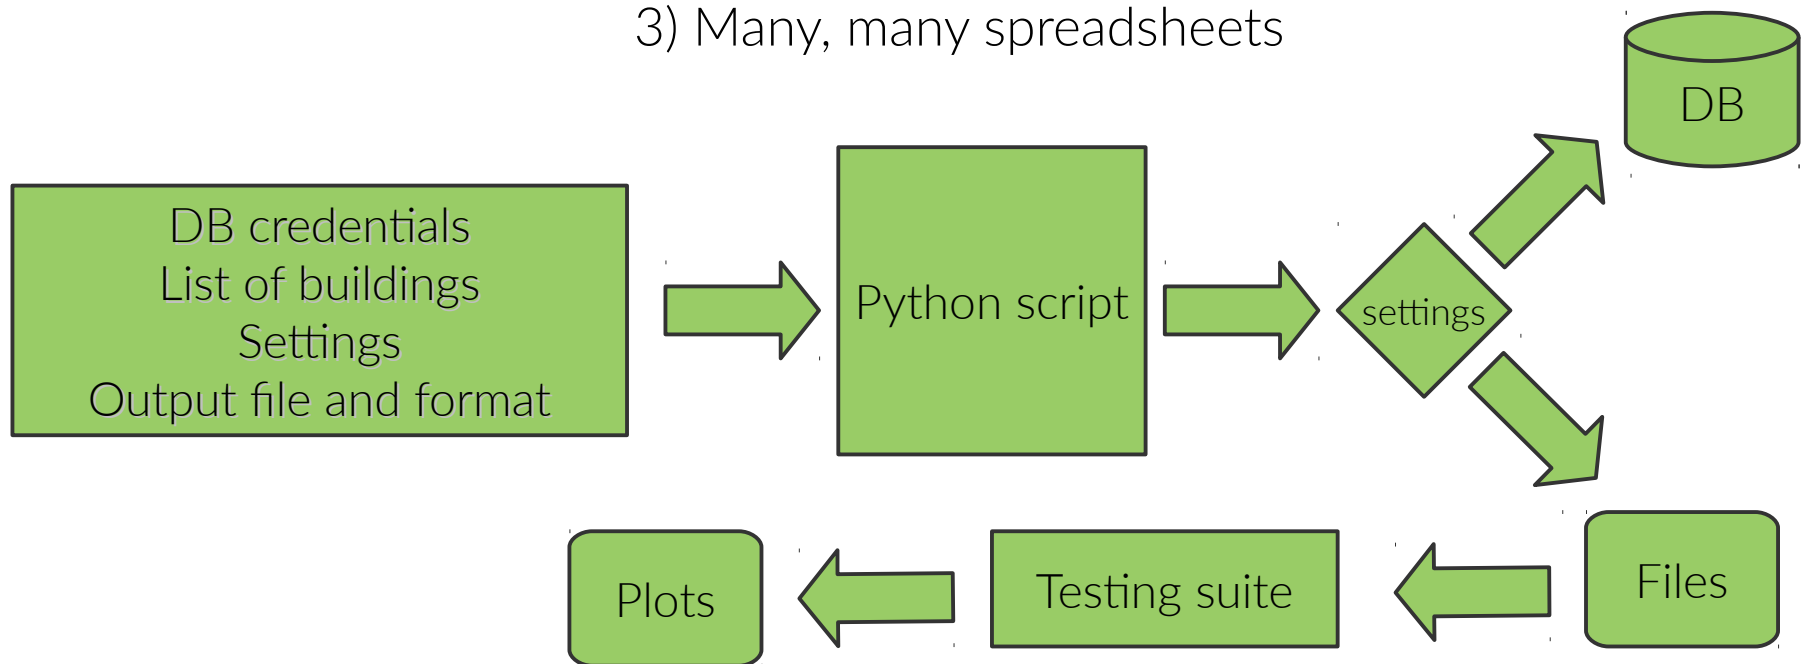 3) Many, many spreadsheets
DB
DB credentials
List of buildings
Settings
Output file and format
Python script
settings
Files
Testing suite
Plots